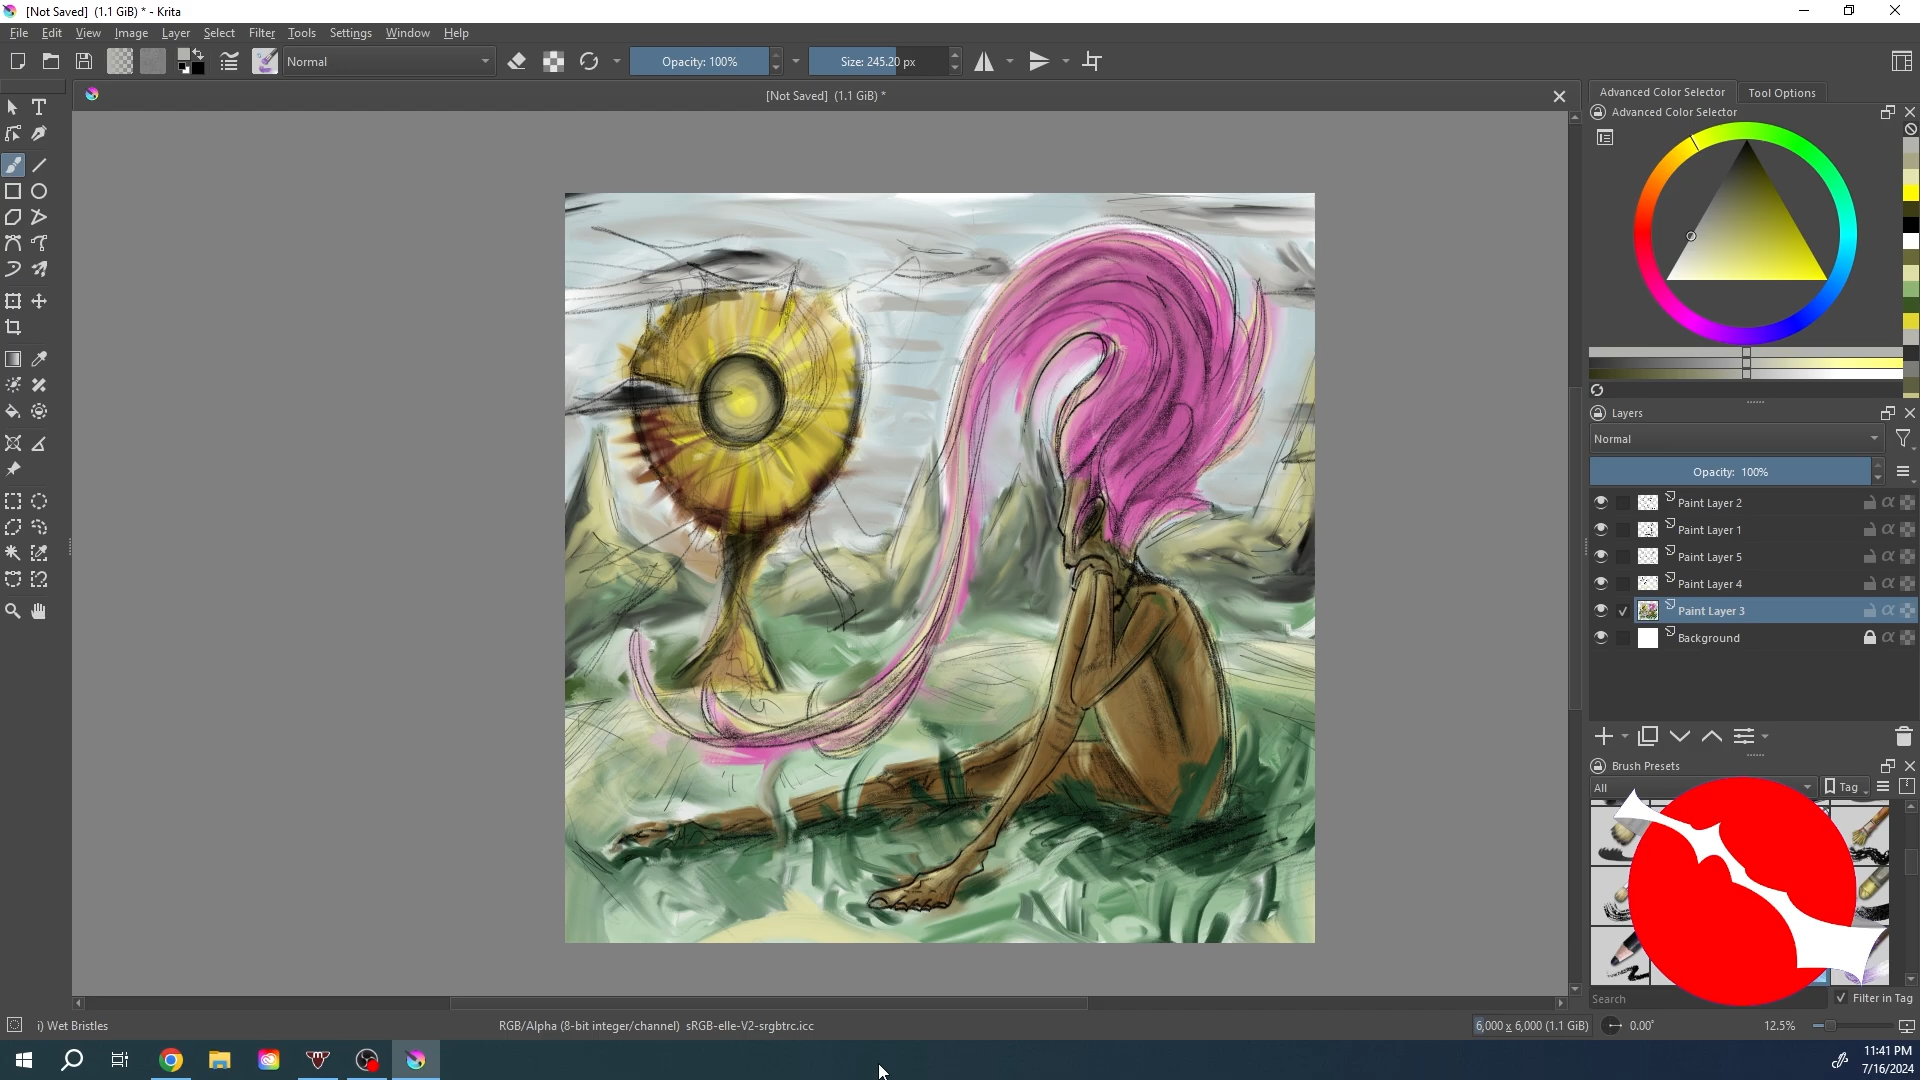 [Not Saved] (1.1 GiB) * - Krita
File Edit View Image Layer Select Filter Tools Settings Window Help
Normal
Opacity: 100%
Size: 245.20 px
[Not Saved] (1.1 GiB) *
Advanced Color Selector
Tool Options
Advanced Color Selector
Layers
Normal
Opacity: 100%
Paint Layer 2
Paint Layer 1
Paint Layer 5
Paint Layer 4
Paint Layer 3
Background
Brush Presets
All
Tag
Search
Filter in Tag
i) Wet Bristles
RGB/Alpha (8-bit integer/channel) sRGB-elle-V2-srgbtrc.icc
6,000 x 6,000 (1.1 GiB)
0.00°
12.5%
11:41 PM
7/16/2024